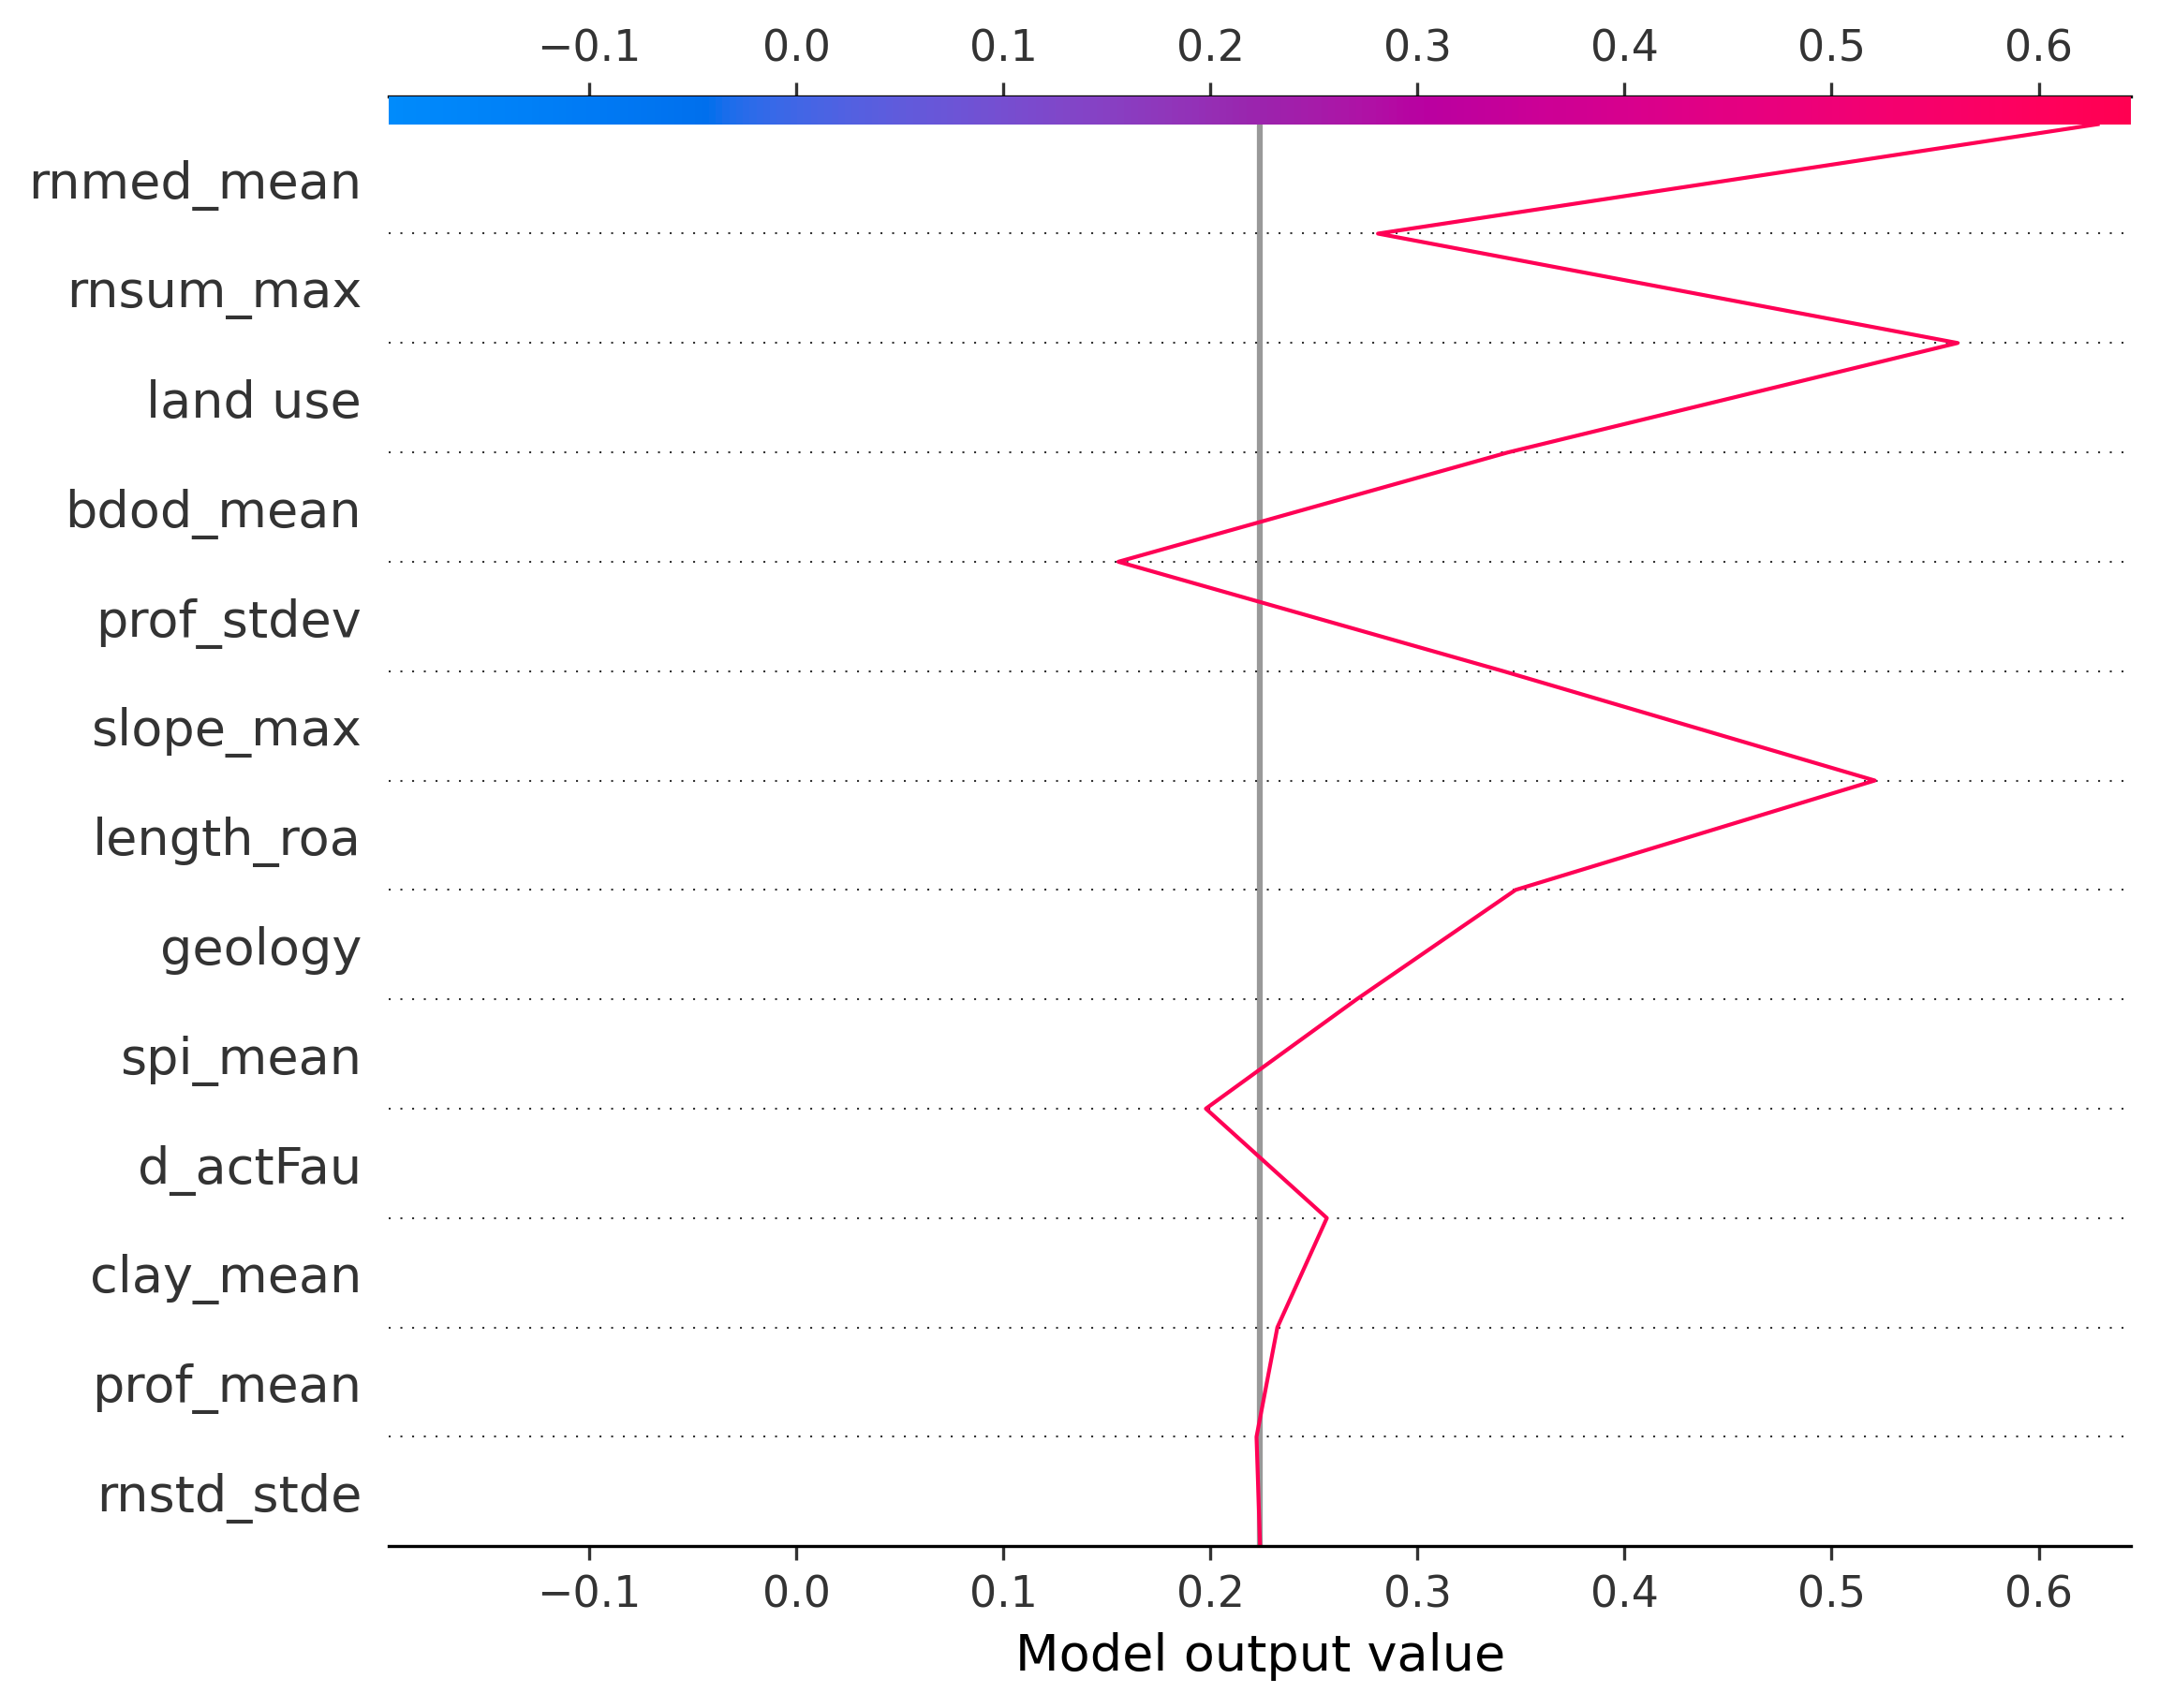 −0.1 0.0 0.1 0.2 0.3 0.4 0.5 0.6
rnmed_mean
rnsum_max
land use
bdod_mean
prof_stdev
slope_max
length_roa
geology
spi_mean
d_actFau
clay_mean
prof_mean
rnstd_stde
−0.1 0.0 0.1 0.2 0.3 0.4 0.5 0.6
Model output value